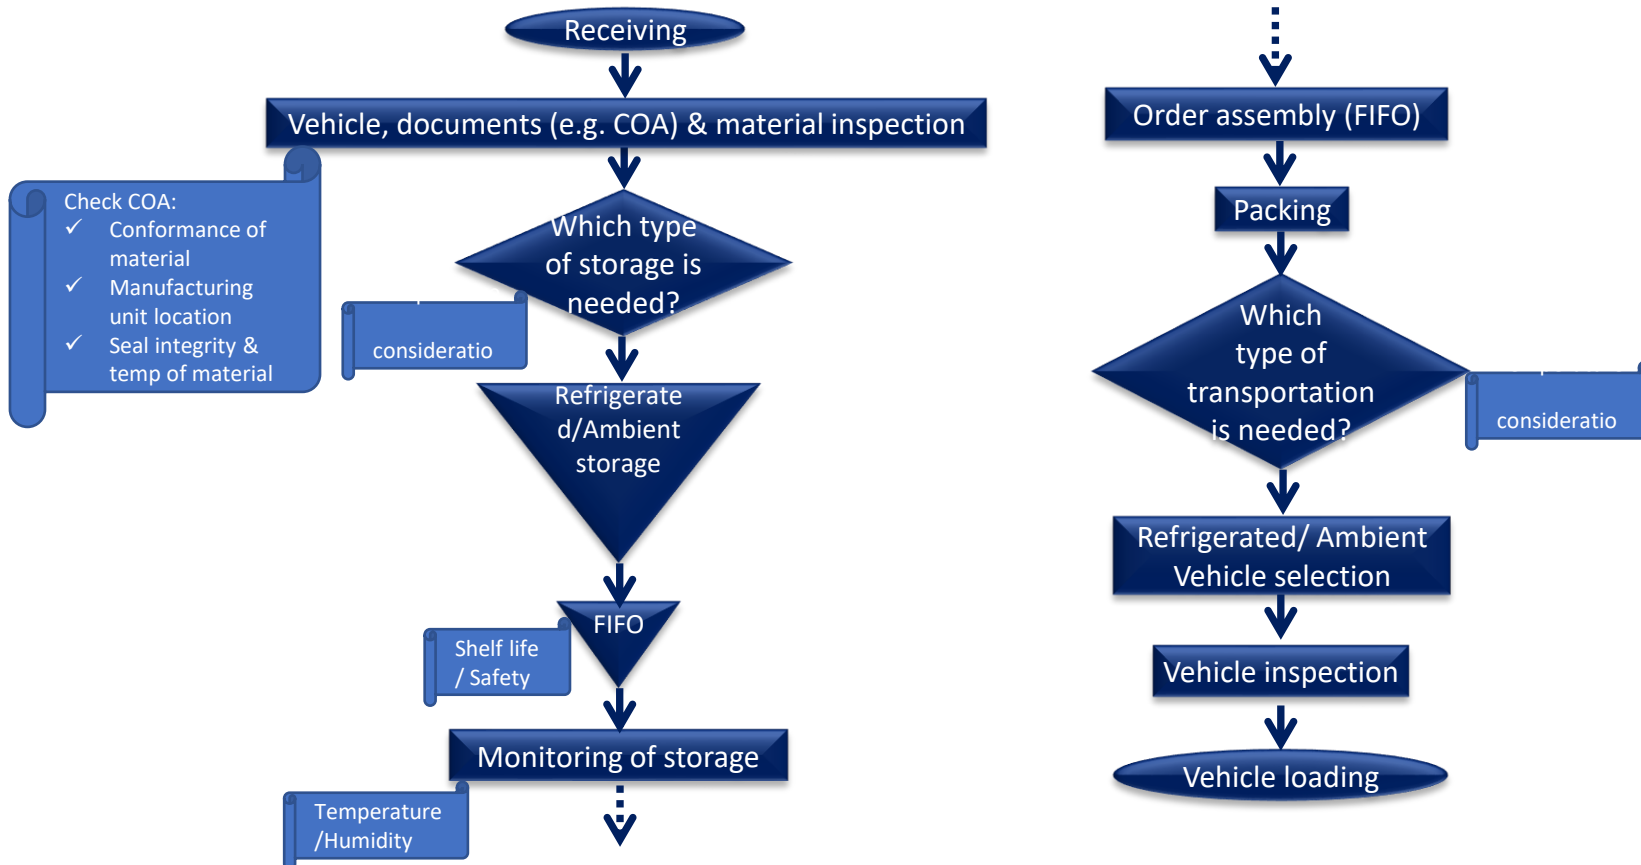 Receiving
Vehicle, documents (e.g. COA) & material inspection
Check COA:
✓ Conformance of
material
✓ Manufacturing
unit location
✓ Seal integrity &
temp of material
Which type
of storage is
needed?
consideratio
Refrigerate
d/Ambient
storage
FIFO
Shelf life
/ Safety
Monitoring of storage
Temperature
/Humidity
Order assembly (FIFO)
Packing
Which
type of
transportation
is needed?
consideratio
Refrigerated/ Ambient
Vehicle selection
Vehicle inspection
Vehicle loading